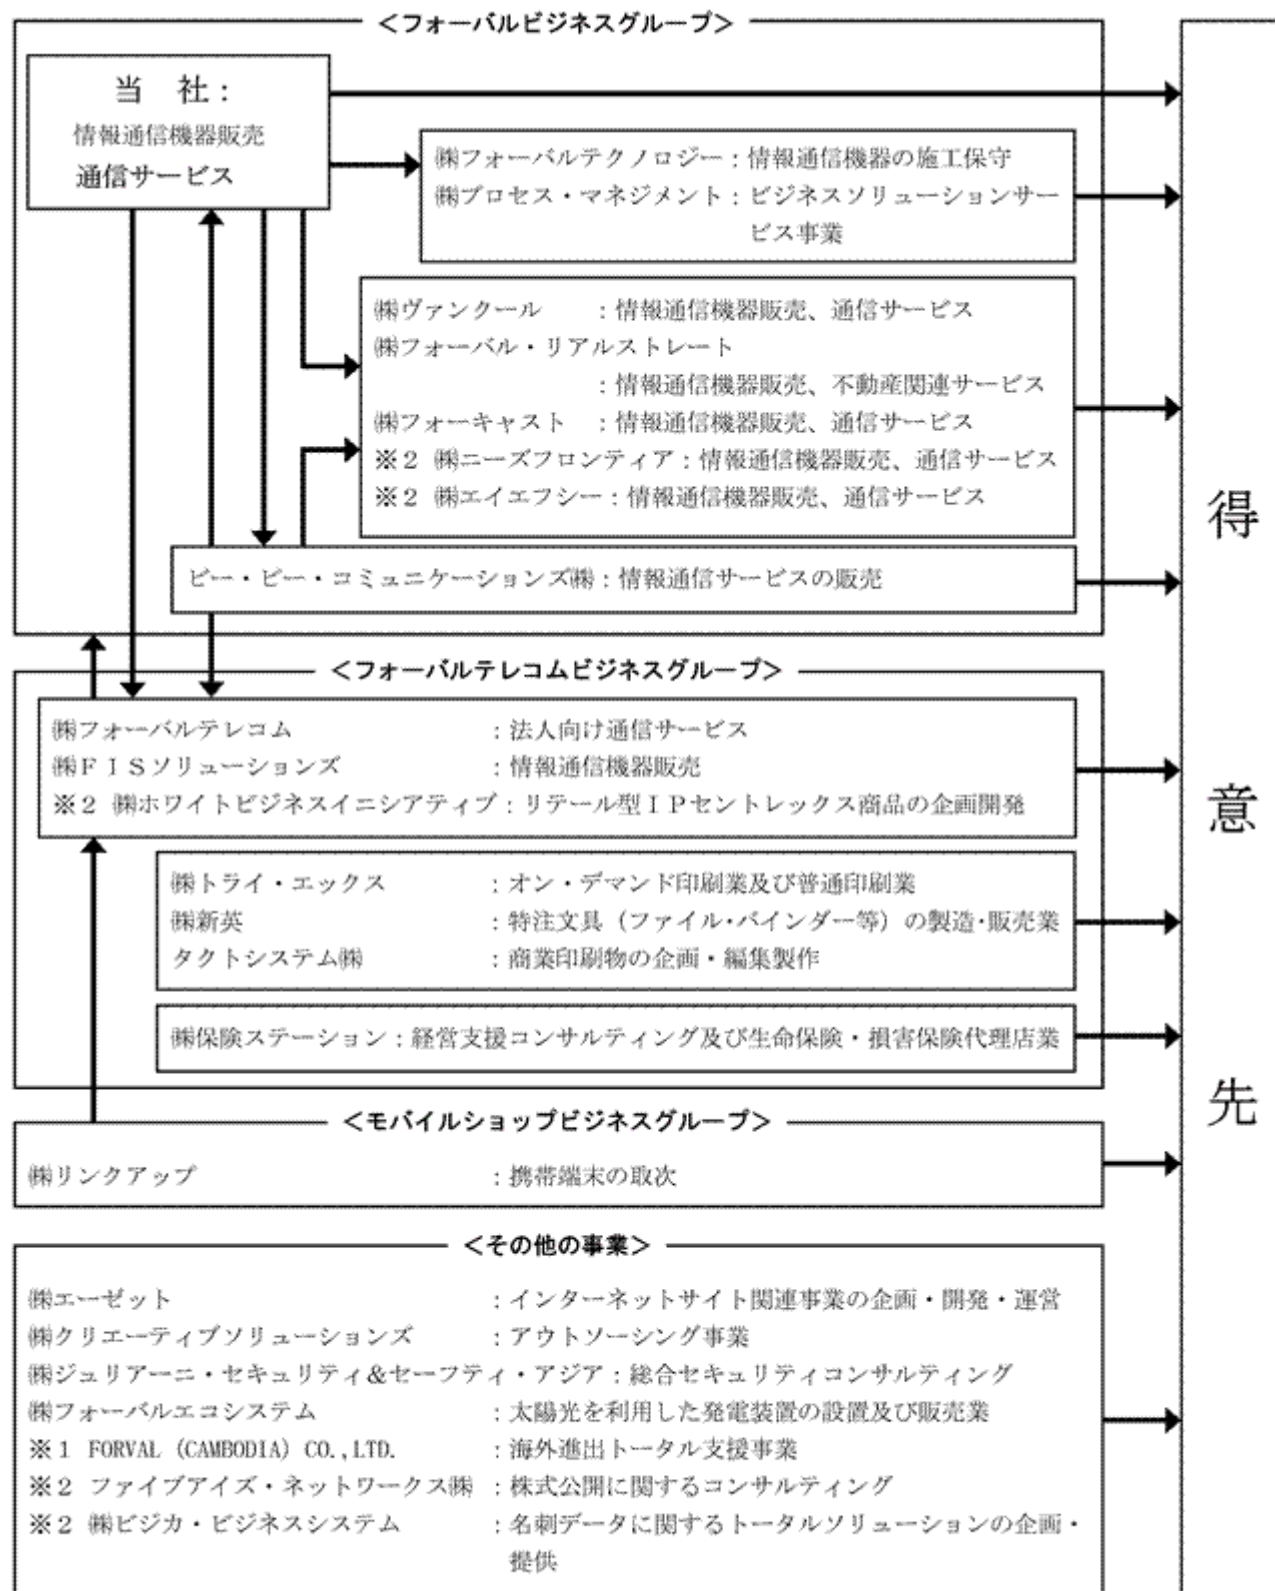 ＜フォーバルビジネスグループ＞
当　社：
情報通信機器販売
通信サービス
㈱フォーバルテクノロジー：情報通信機器の施工保守
㈱プロセス・マネジメント：ビジネスソリューションサー
ビス事業
㈱ヴァンクール　　：情報通信機器販売、通信サービス
㈱フォーバル・リアルストレート
：情報通信機器販売、不動産関連サービス
㈱フォーキャスト　：情報通信機器販売、通信サービス
※２ ㈱ニーズフロンティア：情報通信機器販売、通信サービス
※２ ㈱エイエフシー：情報通信機器販売、通信サービス
ビー・ビー・コミュニケーションズ㈱：情報通信サービスの販売
＜フォーバルテレコムビジネスグループ＞
㈱フォーバルテレコム　　：法人向け通信サービス
㈱ＦＩＳソリューションズ　　：情報通信機器販売
※２ ㈱ホワイトビジネスイニシアティブ：リテール型ＩＰセントレックス商品の企画開発
㈱トライ・エックス　　：オン・デマンド印刷業及び普通印刷業
㈱新英　　：特注文具（ファイル・バインダー等）の製造・販売業
タクトシステム㈱　　：商業印刷物の企画・編集製作
㈱保険ステーション：経営支援コンサルティング及び生命保険・損害保険代理店業
＜モバイルショップビジネスグループ＞
㈱リンクアップ　　：携帯端末の取次
＜その他の事業＞
㈱エーゼット　　：インターネットサイト関連事業の企画・開発・運営
㈱クリエーティブソリューションズ　　：アウトソーシング事業
㈱ジュリアーニ・セキュリティ＆セーフティ・アジア：総合セキュリティコンサルティング
㈱フォーバルエコシステム　　：太陽光を利用した発電装置の設置及び販売業
※１ FORVAL (CAMBODIA) CO.,LTD.　　：海外進出トータル支援事業
※２ ファイブアイズ・ネットワークス㈱：株式公開に関するコンサルティング
※２ ㈱ビジカ・ビジネスシステム　　：名刺データに関するトータルソリューションの企画・
提供
得
意
先